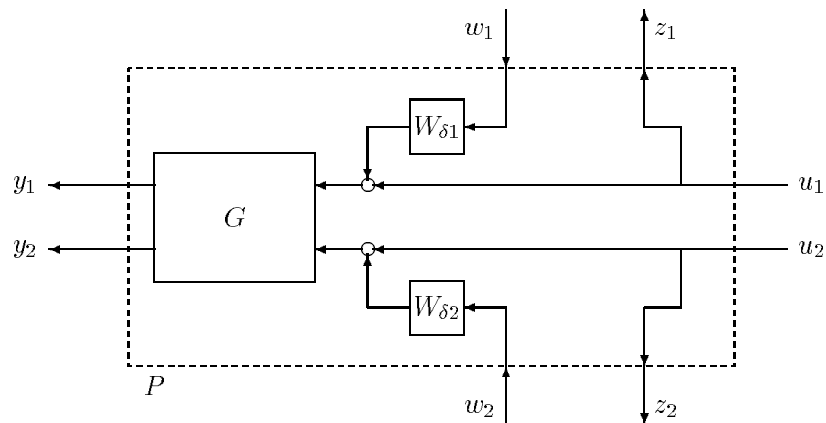 w₁ z₁
W_δ1
y₁ u₁
G
y₂ u₂
W_δ2
P
w₂ z₂